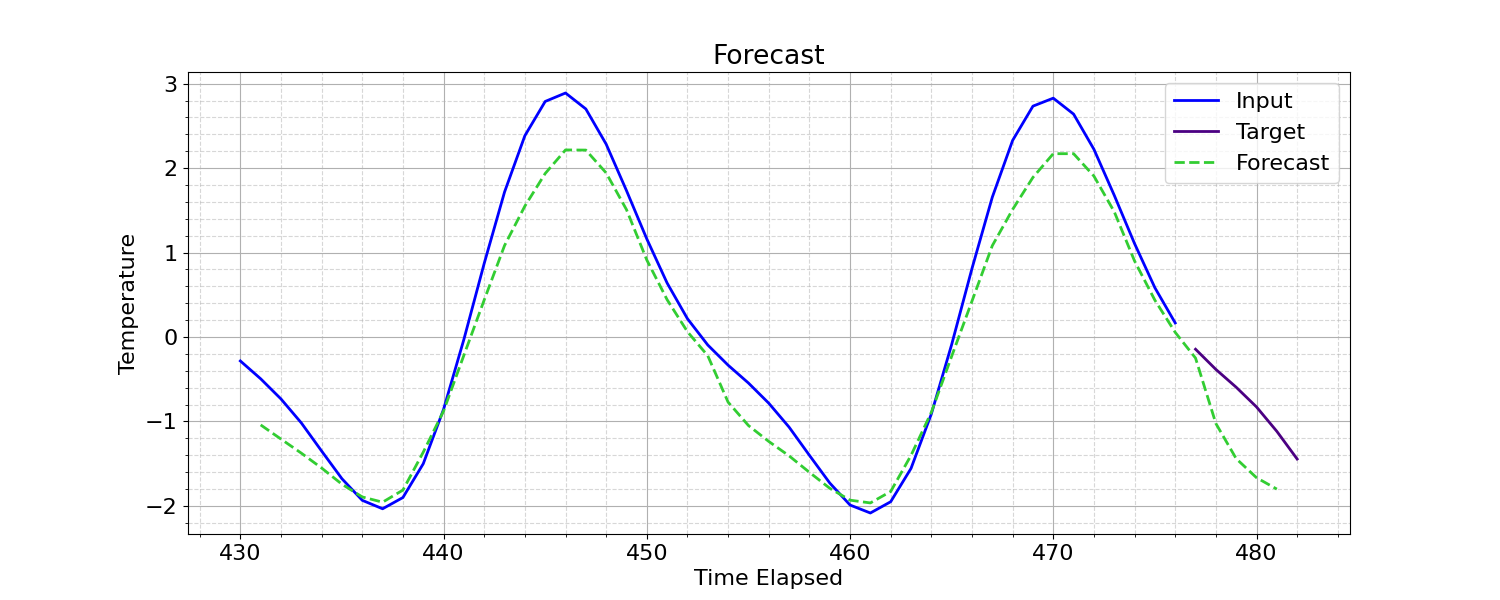 Forecast
3
2
1
0
−1
−2
Temperature
Input
Target
Forecast
430 440 450 460 470 480
Time Elapsed